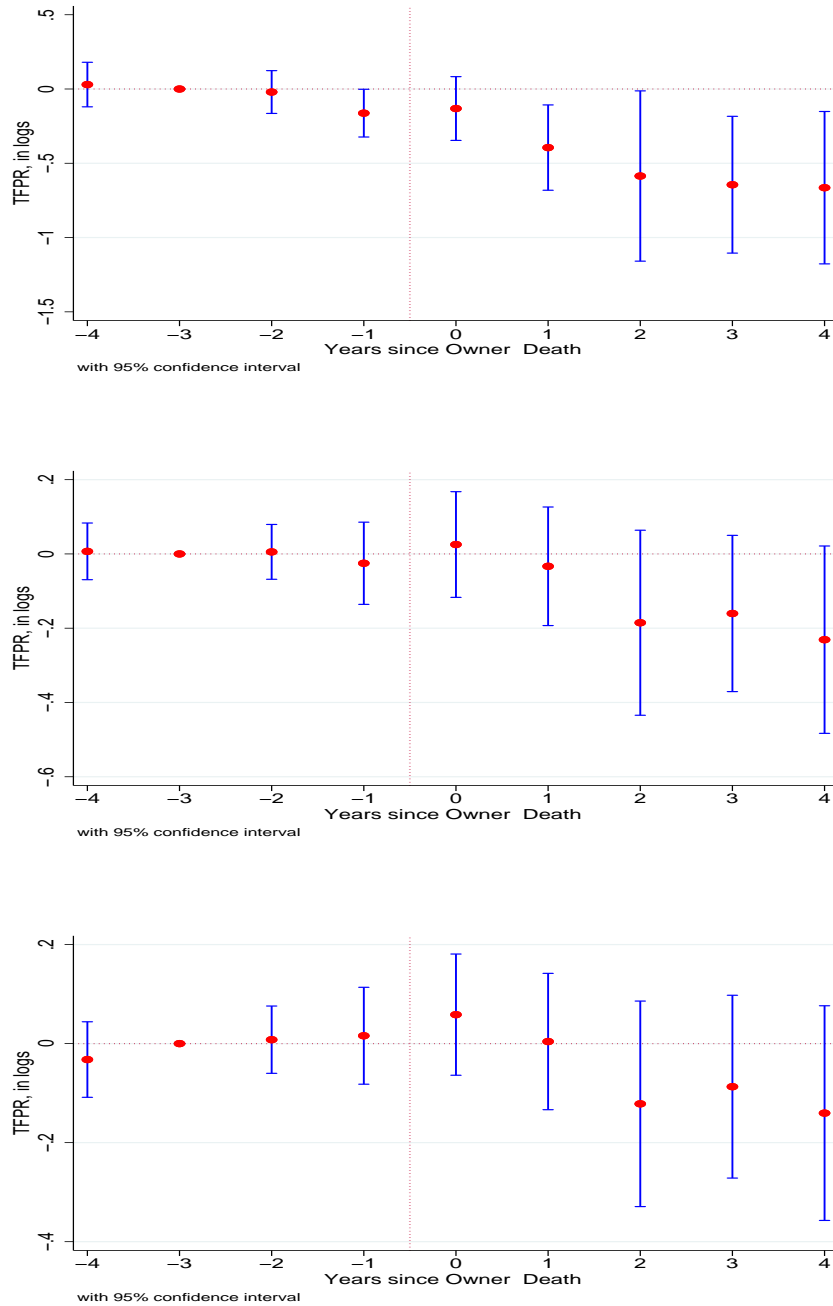 TFPR, in logs
.5
0
−.5
−1
−1.5
−4 −3 −2 −1 0 1 2 3 4
Years since Owner Death
with 95% confidence interval
TFPR, in logs
.2
0
−.2
−.4
−.6
−4 −3 −2 −1 0 1 2 3 4
Years since Owner Death
with 95% confidence interval
TFPR, in logs
.2
0
−.2
−.4
−4 −3 −2 −1 0 1 2 3 4
Years since Owner Death
with 95% confidence interval